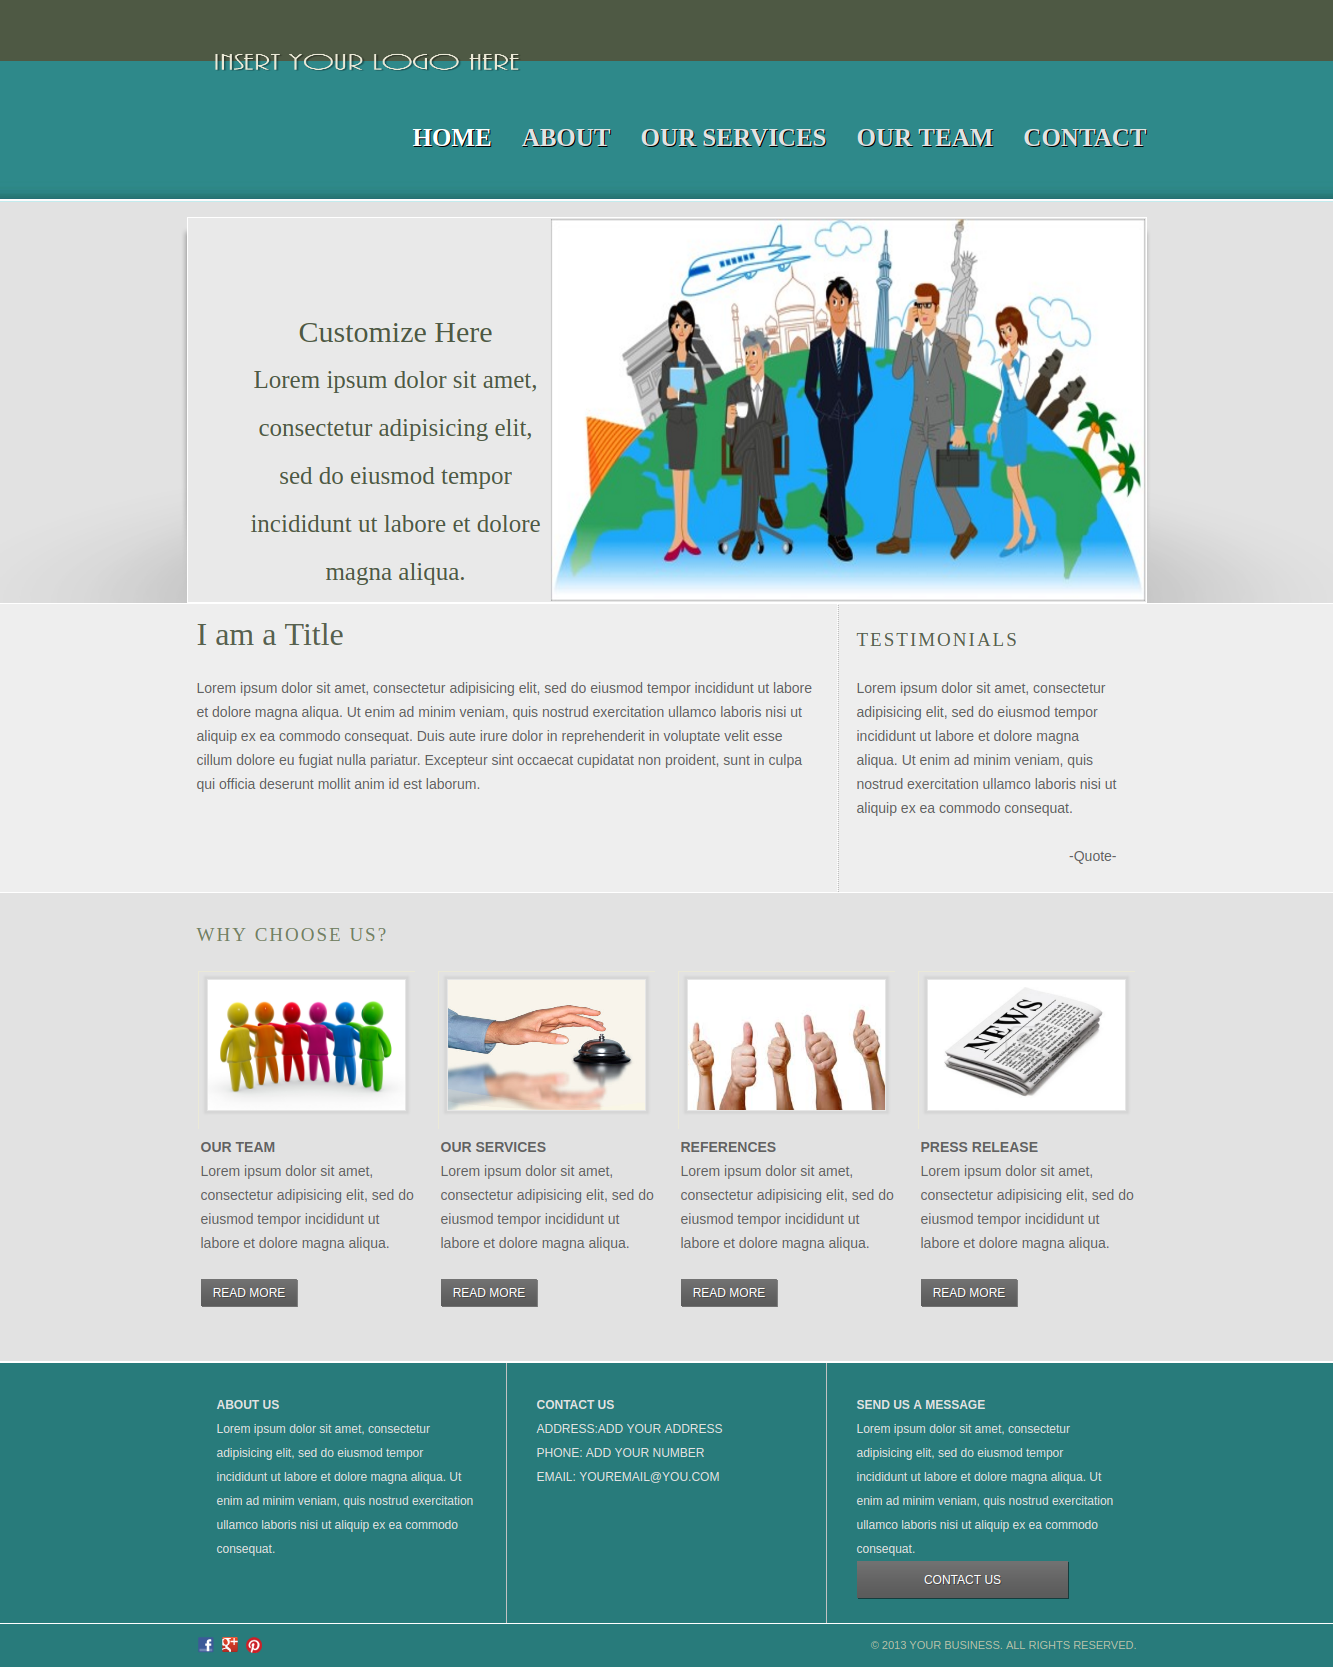 INSERT YOUR LOGO HERE
HOME ABOUT OUR SERVICES OUR TEAM CONTACT
Customize Here
Lorem ipsum dolor sit amet,
consectetur adipisicing elit,
sed do eiusmod tempor
incididunt ut labore et dolore
magna aliqua.
I am a Title
Lorem ipsum dolor sit amet, consectetur adipisicing elit, sed do eiusmod tempor incididunt ut labore
et dolore magna aliqua. Ut enim ad minim veniam, quis nostrud exercitation ullamco laboris nisi ut
aliquip ex ea commodo consequat. Duis aute irure dolor in reprehenderit in voluptate velit esse
cillum dolore eu fugiat nulla pariatur. Excepteur sint occaecat cupidatat non proident, sunt in culpa
qui officia deserunt mollit anim id est laborum.
TESTIMONIALS
Lorem ipsum dolor sit amet, consectetur
adipisicing elit, sed do eiusmod tempor
incididunt ut labore et dolore magna
aliqua. Ut enim ad minim veniam, quis
nostrud exercitation ullamco laboris nisi ut
aliquip ex ea commodo consequat.
-Quote-
WHY CHOOSE US?
OUR TEAM
Lorem ipsum dolor sit amet,
consectetur adipisicing elit, sed do
eiusmod tempor incididunt ut
labore et dolore magna aliqua.
READ MORE
OUR SERVICES
Lorem ipsum dolor sit amet,
consectetur adipisicing elit, sed do
eiusmod tempor incididunt ut
labore et dolore magna aliqua.
READ MORE
REFERENCES
Lorem ipsum dolor sit amet,
consectetur adipisicing elit, sed do
eiusmod tempor incididunt ut
labore et dolore magna aliqua.
READ MORE
NEWS
PRESS RELEASE
Lorem ipsum dolor sit amet,
consectetur adipisicing elit, sed do
eiusmod tempor incididunt ut
labore et dolore magna aliqua.
READ MORE
ABOUT US
Lorem ipsum dolor sit amet, consectetur
adipisicing elit, sed do eiusmod tempor
incididunt ut labore et dolore magna aliqua. Ut
enim ad minim veniam, quis nostrud exercitation
ullamco laboris nisi ut aliquip ex ea commodo
consequat.
CONTACT US
ADDRESS:ADD YOUR ADDRESS
PHONE: ADD YOUR NUMBER
EMAIL: YOUREMAIL@YOU.COM
SEND US A MESSAGE
Lorem ipsum dolor sit amet, consectetur
adipisicing elit, sed do eiusmod tempor
incididunt ut labore et dolore magna aliqua. Ut
enim ad minim veniam, quis nostrud exercitation
ullamco laboris nisi ut aliquip ex ea commodo
consequat.
CONTACT US
© 2013 YOUR BUSINESS. ALL RIGHTS RESERVED.